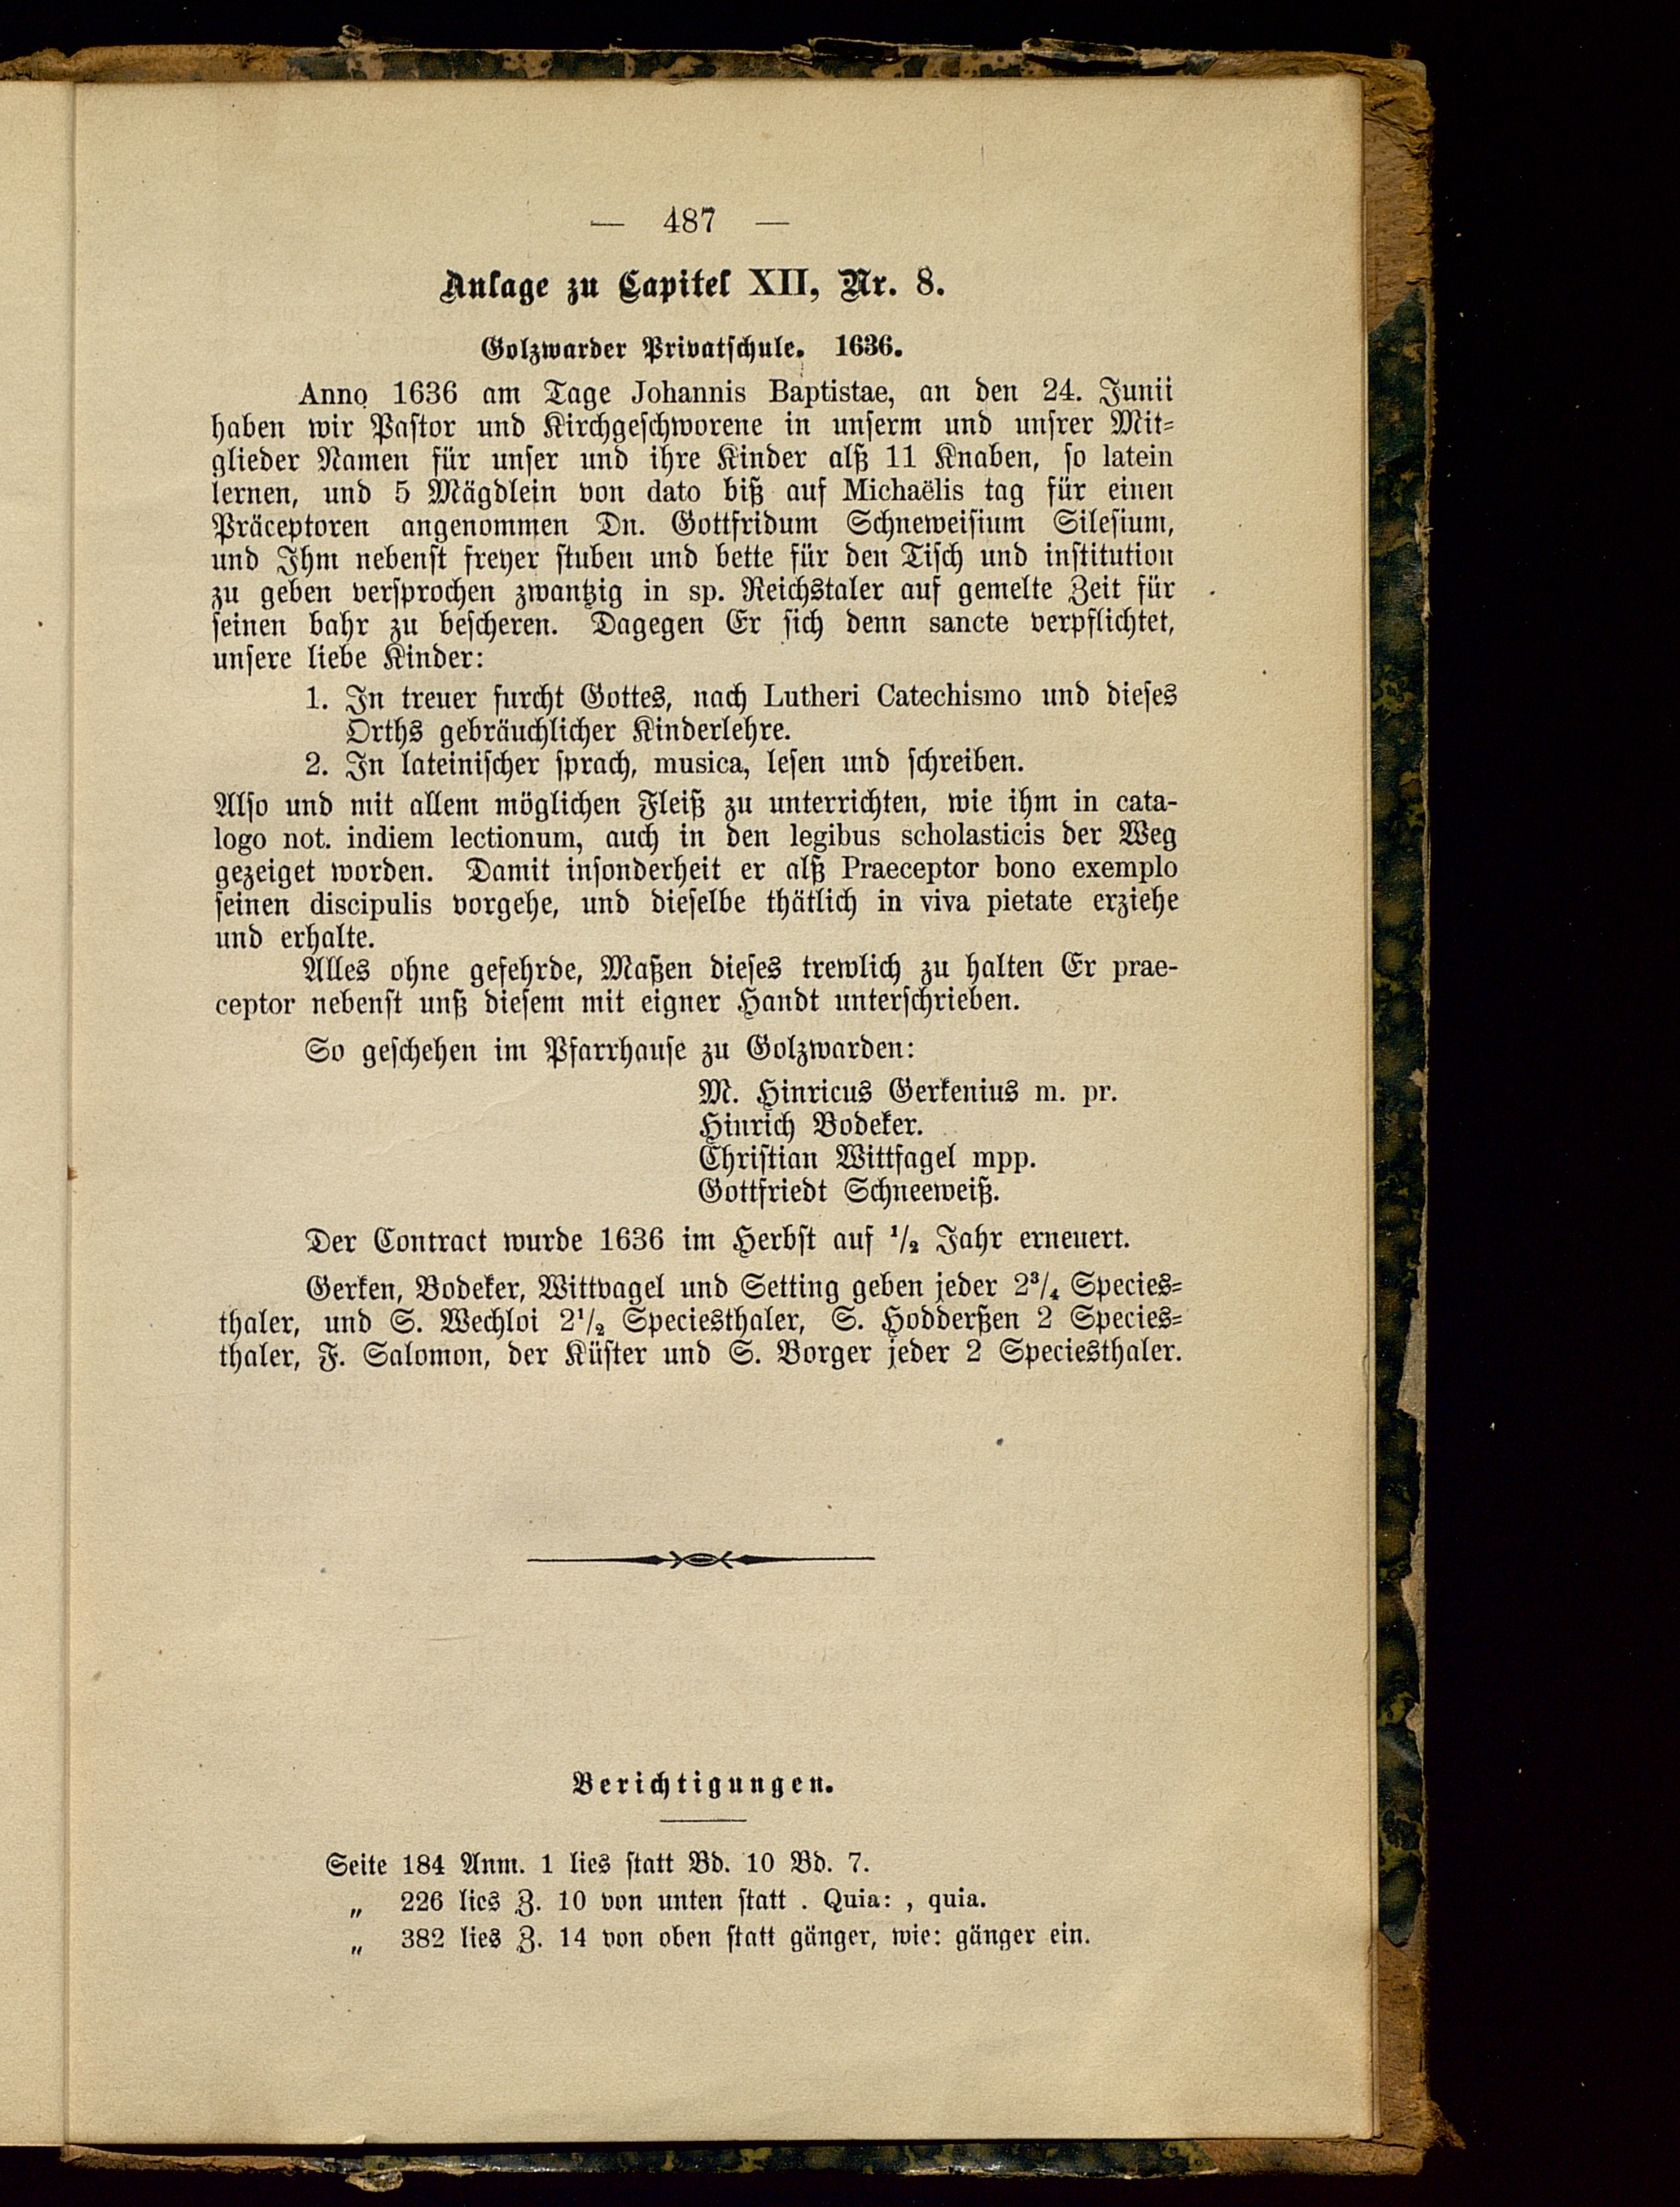 — 487 —
Anlage zu Capitel XII, Nr. 8.
Golzwarder Privatschule. 1636.
Anno 1636 am Tage Johannis Baptistae, an den 24. Junii
haben wir Pastor und Kirchgeschworene in unserm und unsrer Mit-
glieder Namen für unser und ihre Kinder alß 11 Knaben, so latein
lernen, und 5 Mägdlein von dato biß auf Michaëlis tag für einen
Präceptoren angenommen Dn. Gottfridum Schneweisium Silesium,
und Ihm nebenst freyer stuben und bette für den Tisch und institution
zu geben versprochen zwantzig in sp. Reichstaler auf gemelte Zeit für
seinen bahr zu bescheren. Dagegen Er sich denn sancte verpflichtet,
unsere liebe Kinder:
1. In treuer furcht Gottes, nach Lutheri Catechismo und dieses
Orths gebräuchlicher Kinderlehre.
2. In lateinischer sprach, musica, lesen und schreiben.
Also und mit allem möglichen Fleiß zu unterrichten, wie ihm in cata-
logo not. indiem lectionum, auch in den legibus scholasticis der Weg
gezeiget worden. Damit insonderheit er alß Praeceptor bono exemplo
seinen discipulis vorgehe, und dieselbe thätlich in viva pietate erziehe
und erhalte.
Alles ohne gefehrde, Maßen dieses trewlich zu halten Er prae-
ceptor nebenst unß diesem mit eigner Handt unterschrieben.
So geschehen im Pfarrhause zu Golzwarden:
M. Hinricus Gerkenius m. pr.
Hinrich Bodeker.
Christian Wittfagel mpp.
Gottfriedt Schneeweiß.
Der Contract wurde 1636 im Herbst auf 1/2 Jahr erneuert.
Gerken, Bodeker, Wittvagel und Setting geben jeder 2 3/4 Species-
thaler, und S. Wechloi 2 1/2 Speciesthaler, S. Hodderßen 2 Species-
thaler, F. Salomon, der Küster und S. Borger jeder 2 Speciesthaler.
Berichtigungen.
Seite 184 Anm. 1 lies statt Bd. 10 Bd. 7.
„ 226 lies Z. 10 von unten statt . Quia: , quia.
„ 382 lies Z. 14 von oben statt gänger, wie: gänger ein.